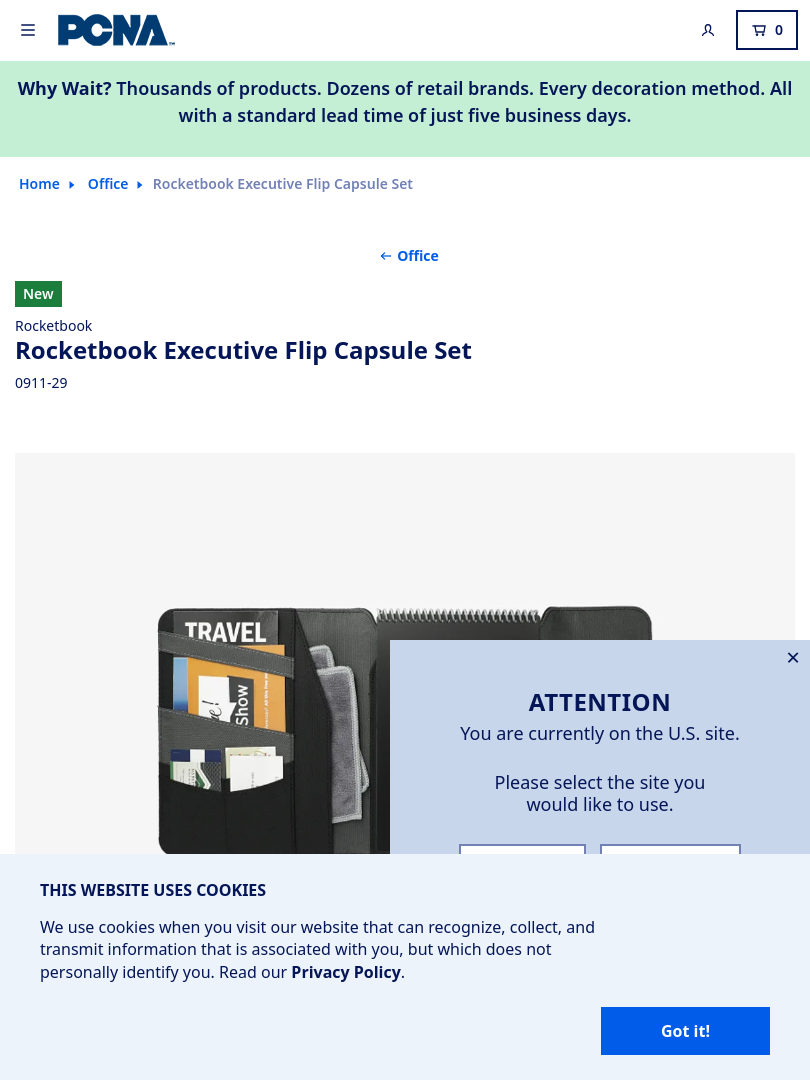 PCNA
0
Why Wait? Thousands of products. Dozens of retail brands. Every decoration method. All
with a standard lead time of just five business days.
Home Office Rocketbook Executive Flip Capsule Set
Office
New
Rocketbook
Rocketbook Executive Flip Capsule Set
0911-29
TRAVEL
Show
ATTENTION
You are currently on the U.S. site.
Please select the site you
would like to use.
THIS WEBSITE USES COOKIES
We use cookies when you visit our website that can recognize, collect, and
transmit information that is associated with you, but which does not
personally identify you. Read our Privacy Policy.
Got it!